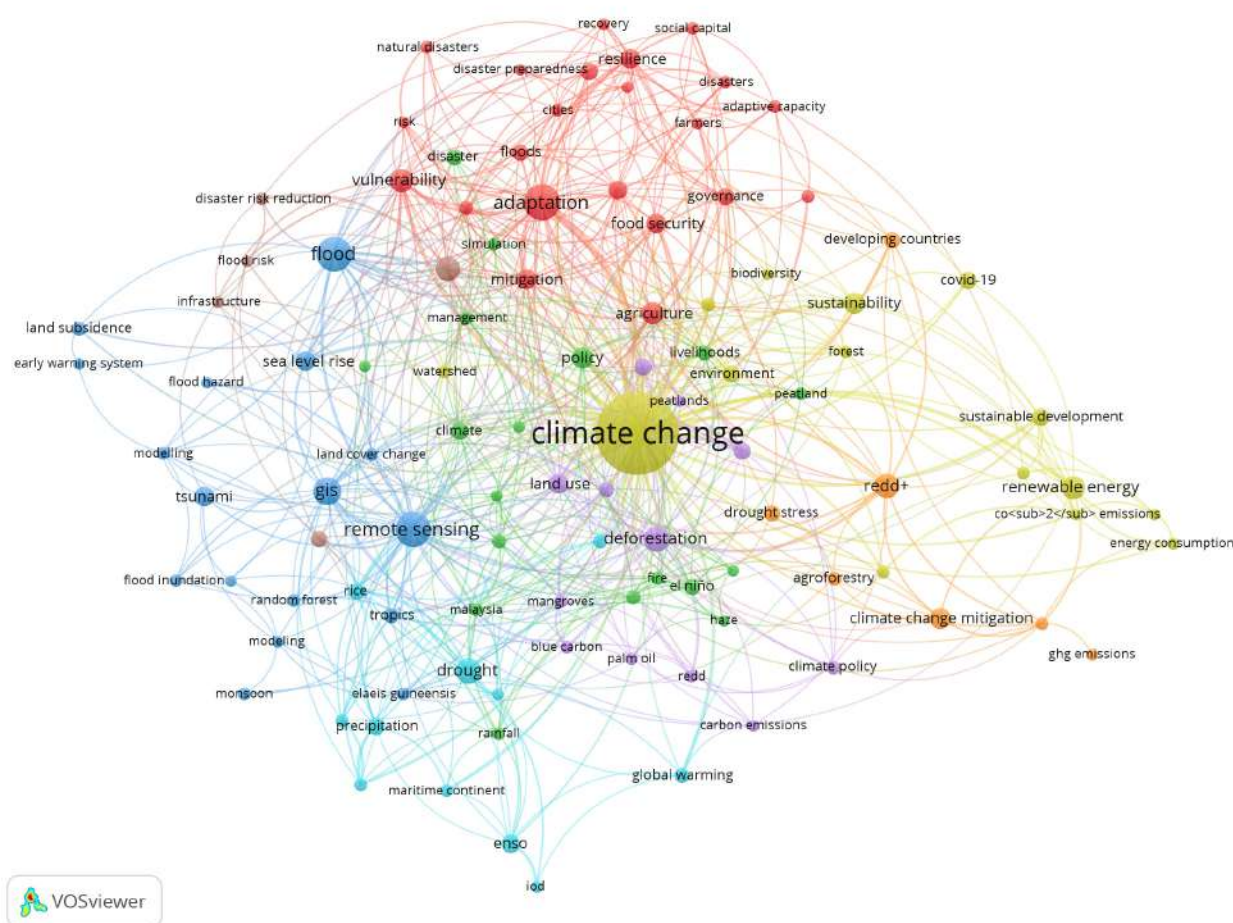 recovery
social capital
natural disasters
resilience
disaster preparedness
disasters
cities
adaptive capacity
risk
farmers
disaster
floods
vulnerability
disaster risk reduction
adaptation
governance
food security
simulation
developing countries
flood
flood risk
biodiversity
covid-19
mitigation
infrastructure
sustainability
agriculture
management
land subsidence
policy
livelihoods
forest
early warning system
sea level rise
watershed
environment
flood hazard
peatlands
peatland
sustainable development
climate change
climate
modelling
land cover change
land use
redd+
renewable energy
tsunami
gis
drought stress
co<sub>2</sub> emissions
remote sensing
deforestation
energy consumption
flood inundation
fire
el niño
agroforestry
random forest
rice
mangroves
tropics
malaysia
haze
climate change mitigation
modeling
blue carbon
palm oil
ghg emissions
drought
redd
climate policy
monsoon
elaeis guineensis
precipitation
rainfall
carbon emissions
global warming
maritime continent
enso
iod
VOSviewer